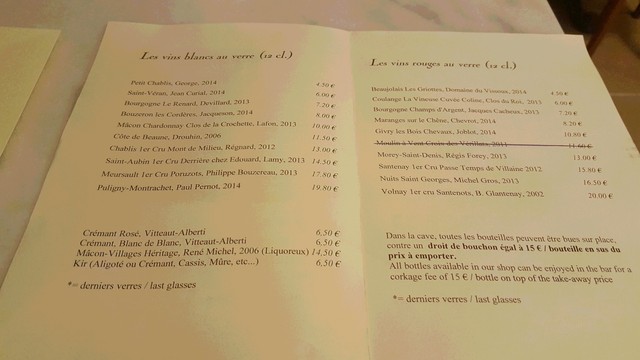 Les vins blancs au verre (12 cl.)
Petit Chablis, George, 2014 4.50 €
Saint-Véran, Jean Curial, 2014 6.00 €
Bourgogne Le Renard, Devillard, 2013 7.20 €
Bouzeron les Cordères, Jacqueson, 2014 8.00 €
Mâcon Chardonnay Clos de la Crochette, Lafon, 2013 10.00 €
Côte de Beaune, Drouhin, 2006 11.50 €
Chablis 1er Cru Mont de Milieu, Régnard, 2012 13.00 €
Saint-Aubin 1er Cru Derrière chez Edouard, Lamy, 2013 14.50 €
Meursault 1er Cru Poruzots, Philippe Bouzereau, 2013 17.80 €
Puligny-Montrachet, Paul Pernot, 2014 19.80 €
Crémant Rosé, Vitteaut-Alberti 6,50 €
Crémant, Blanc de Blanc, Vitteaut-Alberti 6,50 €
Mâcon-Villages Héritage, René Michel, 2006 (Liquoreux) 14,50 €
Kir (Aligoté ou Crémant, Cassis, Mûre, etc...) 6,50 €
*= derniers verres / last glasses
Les vins rouges au verre (12 cl.)
Beaujolais Les Griottes, Domaine du 2014 4.50 €
Coulange La Vineuse Cuvée Coline, Clos du Roi, 2013 6.00 €
Bourgogne Champs d'Argent, Jacques Cacheux, 2013 7.20 €
Maranges sur le Chêne, Chevrot, 2014 9.20 €
Givry les Bois Chevaux, Joblot, 2014 10.80 €
Moulin à Vent Croix des Vérillats, 2011 11.60 €
Morey-Saint-Denis, Régis Forey, 2013 13.00 €
Santenay 1er Cru Passe Temps de Villaine 2012 15.80 €
Nuits Saint Georges, Michel Gros, 2013 16.50 €
Volnay 1er cru Santenots, B. Glantenay, 2002 20.00 €
Dans la cave, toutes les bouteilles peuvent être bues sur place,
contre un droit de bouchon égal à 15 € / bouteille en sus du
prix à emporter.
All bottles available in our shop can be enjoyed in the bar for a
corkage fee of 15 € / bottle on top of the take-away price
*= derniers verres / last glasses